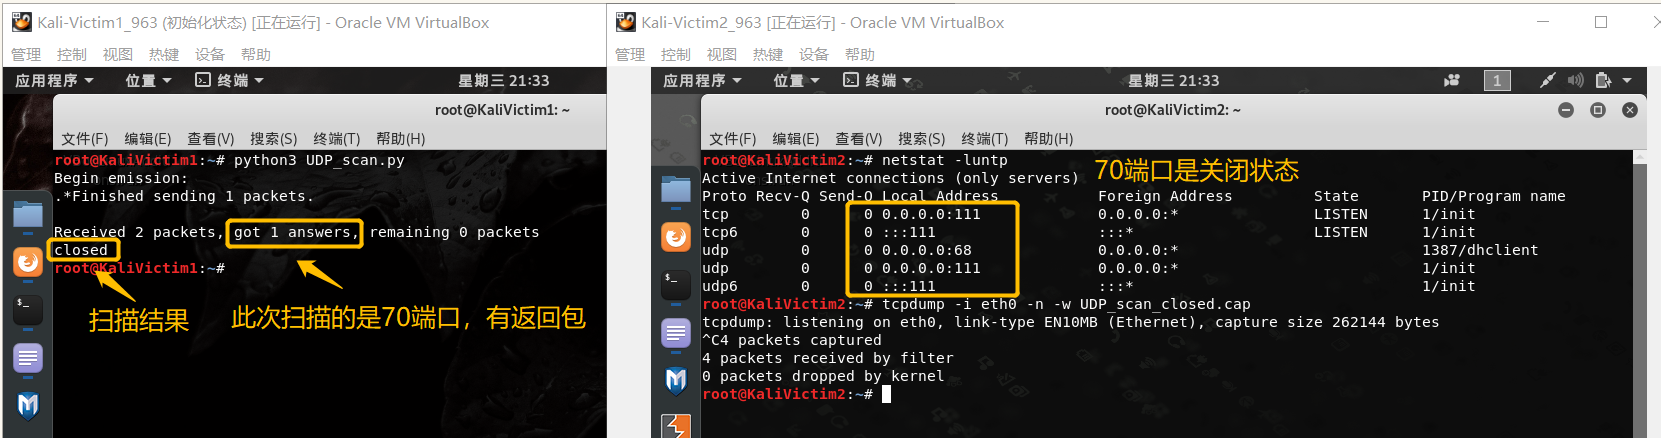 Kali-Victim1_963 (初始化状态) [正在运行] - Oracle VM VirtualBox
管理 控制 视图 热键 设备 帮助
应用程序 位置 终端 星期三 21:33
root@KaliVictim1: ~
文件(F) 编辑(E) 查看(V) 搜索(S) 终端(T) 帮助(H)
root@KaliVictim1:~# python3 UDP_scan.py
Begin emission:
.*Finished sending 1 packets.
Received 2 packets, got 1 answers, remaining 0 packets
closed
root@KaliVictim1:~#
扫描结果
此次扫描的是70端口，有返回包
Kali-Victim2_963 [正在运行] - Oracle VM VirtualBox
管理 控制 视图 热键 设备 帮助
应用程序 位置 终端 星期三 21:33 1
root@KaliVictim2: ~
文件(F) 编辑(E) 查看(V) 搜索(S) 终端(T) 帮助(H)
root@KaliVictim2:~# netstat -luntp
70端口是关闭状态
Active Internet connections (only servers)
Proto Recv-Q Send-Q Local Address Foreign Address State PID/Program name
tcp 0 0 0.0.0.0:111 0.0.0.0:* LISTEN 1/init
tcp6 0 0 :::111 :::* LISTEN 1/init
udp 0 0 0.0.0.0:68 0.0.0.0:* 1387/dhclient
udp 0 0 0.0.0.0:111 0.0.0.0:* 1/init
udp6 0 0 :::111 :::* 1/init
root@KaliVictim2:~# tcpdump -i eth0 -n -w UDP_scan_closed.cap
tcpdump: listening on eth0, link-type EN10MB (Ethernet), capture size 262144 bytes
^C4 packets captured
4 packets received by filter
0 packets dropped by kernel
root@KaliVictim2:~#